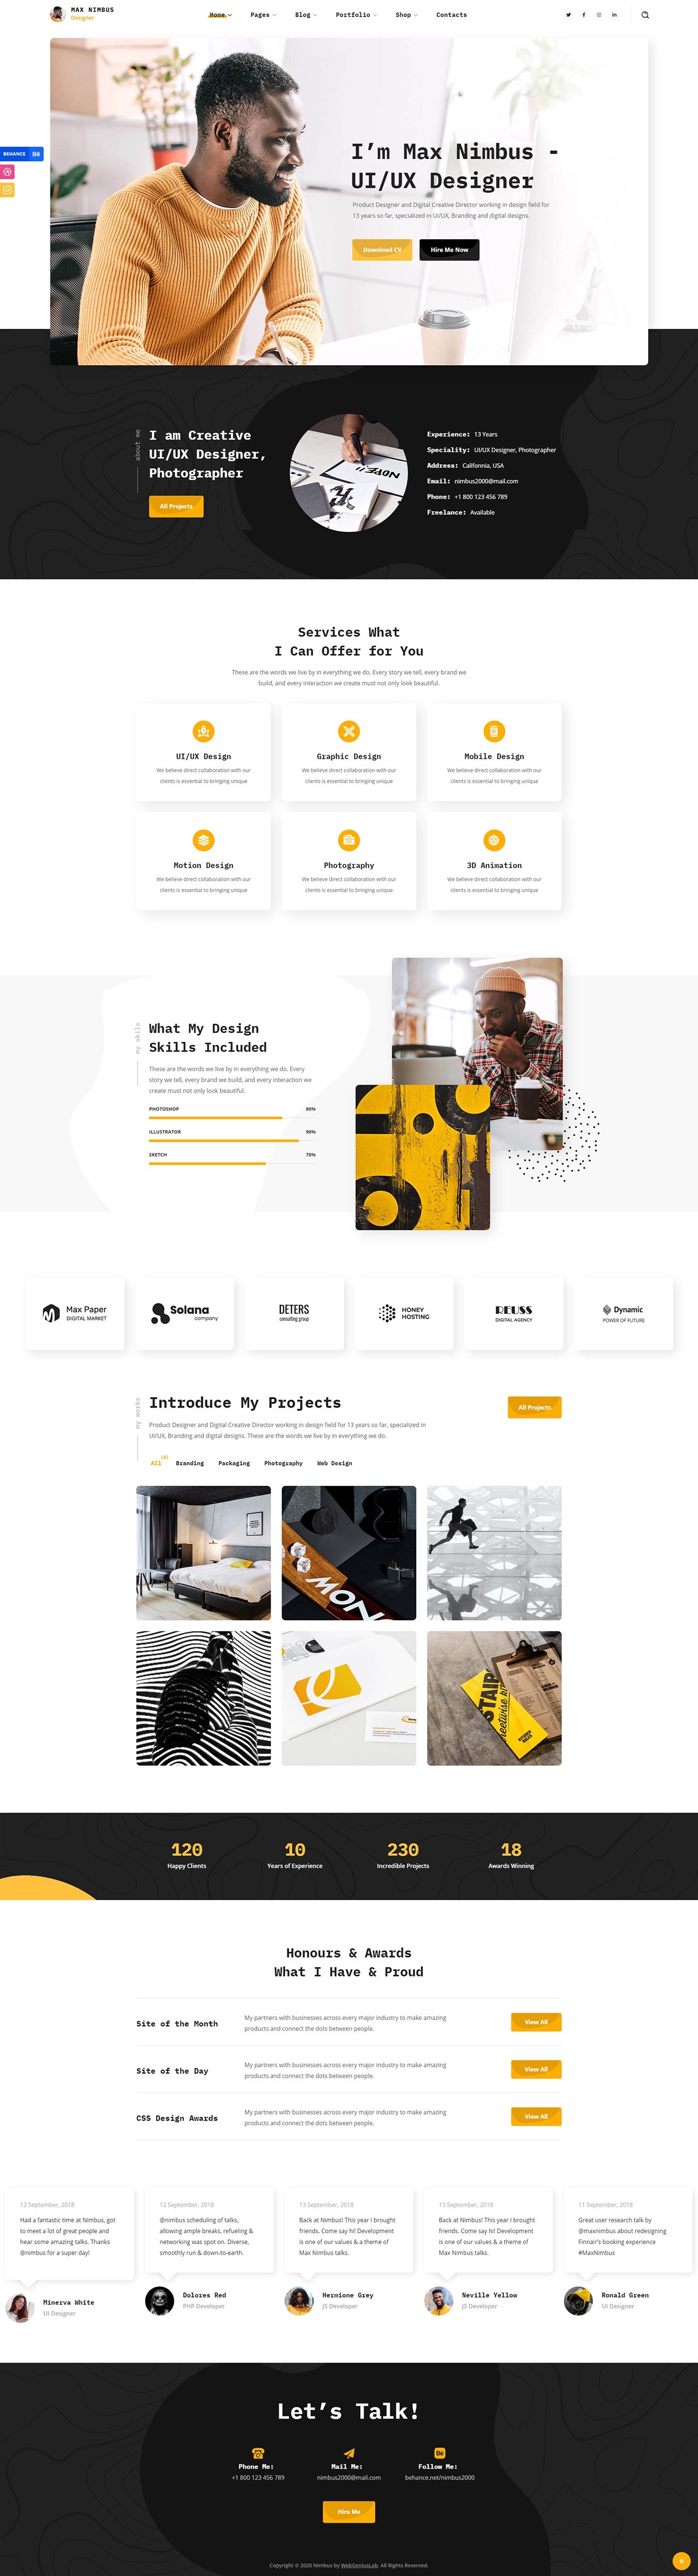 MAX NIMBUS
Designer
Home
Pages
Blog
Portfolio
Shop
Contacts
BEHANCE
Bē
I’m Max Nimbus -
UI/UX Designer
Product Designer and Digital Creative Director working in design field for
13 years so far, specialized in UI/UX, Branding and digital designs.
Download CV
Hire Me Now
about me
I am Creative
UI/UX Designer,
Photographer
All Projects
NOPE!
Experience: 13 Years
Speciality: UI/UX Designer, Photographer
Address: Califonnia, USA
Email: nimbus2000@mail.com
Phone: +1 800 123 456 789
Freelance: Available
Services What
I Can Offer for You
These are the words we live by in everything we do. Every story we tell, every brand we
build, and every interaction we create must not only look beautiful.
UI/UX Design
We believe direct collaboration with our
clients is essential to bringing unique
Graphic Design
We believe direct collaboration with our
clients is essential to bringing unique
Mobile Design
We believe direct collaboration with our
clients is essential to bringing unique
Motion Design
We believe direct collaboration with our
clients is essential to bringing unique
Photography
We believe direct collaboration with our
clients is essential to bringing unique
3D Animation
We believe direct collaboration with our
clients is essential to bringing unique
my skils
What My Design
Skills Included
These are the words we live by in everything we do. Every
story we tell, every brand we build, and every interaction we
create must not only look beautiful.
PHOTOSHOP 80%
ILLUSTRATOR 90%
SKETCH 70%
Max Paper
DIGITAL MARKET
Solana
company
DETERS
consulting group
HONEY
HOSTING
REUSS
DIGITAL AGENCY
Dynamic
POWER OF FUTURE
my works
Introduce My Projects
Product Designer and Digital Creative Director working in design field for 13 years so far, specialized in
UI/UX, Branding and digital designs. These are the words we live by in everything we do.
All Projects
All
Branding
Packaging
Photography
Web Design
MON
STAIR
120
Happy Clients
10
Years of Experience
230
Incredible Projects
18
Awards Winning
Honours & Awards
What I Have & Proud
Site of the Month
My partners with businesses across every major industry to make amazing
products and connect the dots between people.
View All
Site of the Day
My partners with businesses across every major industry to make amazing
products and connect the dots between people.
View All
CSS Design Awards
My partners with businesses across every major industry to make amazing
products and connect the dots between people.
View All
12 September, 2018
Had a fantastic time at Nimbus, got
to meet a lot of great people and
hear some amazing talks. Thanks
@nimbus for a super day!
Minerva White
UI Designer
12 September, 2018
@nimbus scheduling of talks,
allowing ample breaks, refueling &
networking was spot on. Diverse,
smoothly run & down-to-earth.
Dolores Red
PHP Developer
13 September, 2018
Back at Nimbus! This year I brought
friends. Come say hi! Development
is one of our values & a theme of
Max Nimbus talks.
Hermione Grey
JS Developer
13 September, 2018
Back at Nimbus! This year I brought
friends. Come say hi! Development
is one of our values & a theme of
Max Nimbus talks.
Neville Yellow
JS Developer
11 September, 2018
Great user research talk by
@maxnimbus about redesigning
Finnair’s booking experience
#MaxNimbus
Ronald Green
UI Designer
Let’s Talk!
Phone Me:
+1 800 123 456 789
Mail Me:
nimbus2000@mail.com
Bē
Follow Me:
behance.net/nimbus2000
Hire Me
Copyright © 2020 Nimbus by WebGeniusLab. All Rights Reserved.